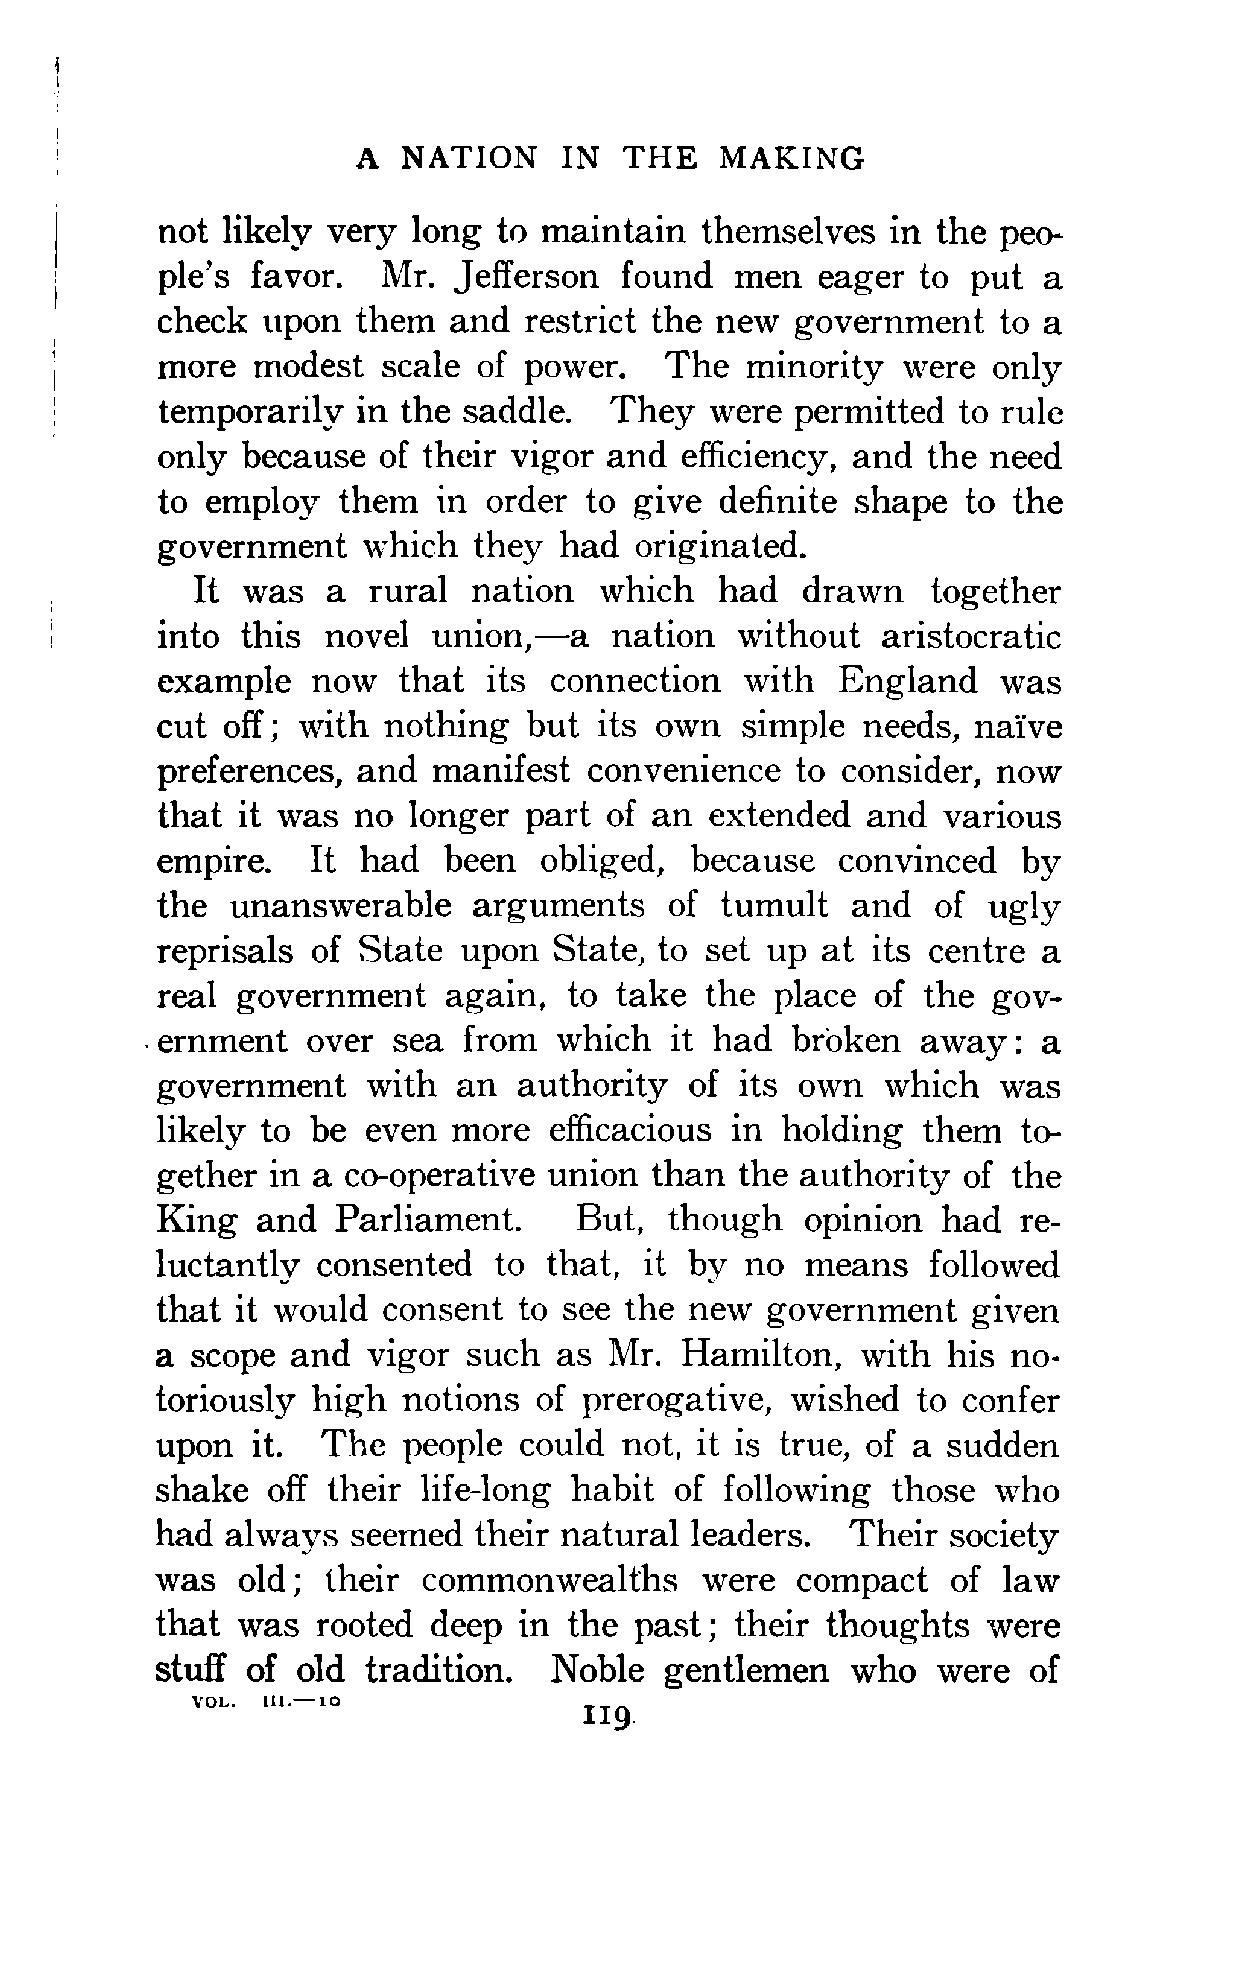 A NATION IN THE MAKING
not likely very long to maintain themselves in the peo-
ple's favor. Mr. Jefferson found men eager to put a
check upon them and restrict the new government to a
more modest scale of power. The minority were only
temporarily in the saddle. They were permitted to rule
only because of their vigor and efficiency, and the need
to employ them in order to give definite shape to the
government which they had originated.
It was a rural nation which had drawn together
into this novel union,—a nation without aristocratic
example now that its connection with England was
cut off; with nothing but its own simple needs, naïve
preferences, and manifest convenience to consider, now
that it was no longer part of an extended and various
empire. It had been obliged, because convinced by
the unanswerable arguments of tumult and of ugly
reprisals of State upon State, to set up at its centre a
real government again, to take the place of the gov-
ernment over sea from which it had broken away: a
government with an authority of its own which was
likely to be even more efficacious in holding them to-
gether in a co-operative union than the authority of the
King and Parliament. But, though opinion had re-
luctantly consented to that, it by no means followed
that it would consent to see the new government given
a scope and vigor such as Mr. Hamilton, with his no-
toriously high notions of prerogative, wished to confer
upon it. The people could not, it is true, of a sudden
shake off their life-long habit of following those who
had always seemed their natural leaders. Their society
was old; their commonwealths were compact of law
that was rooted deep in the past; their thoughts were
stuff of old tradition. Noble gentlemen who were of
VOL. III.—10
119